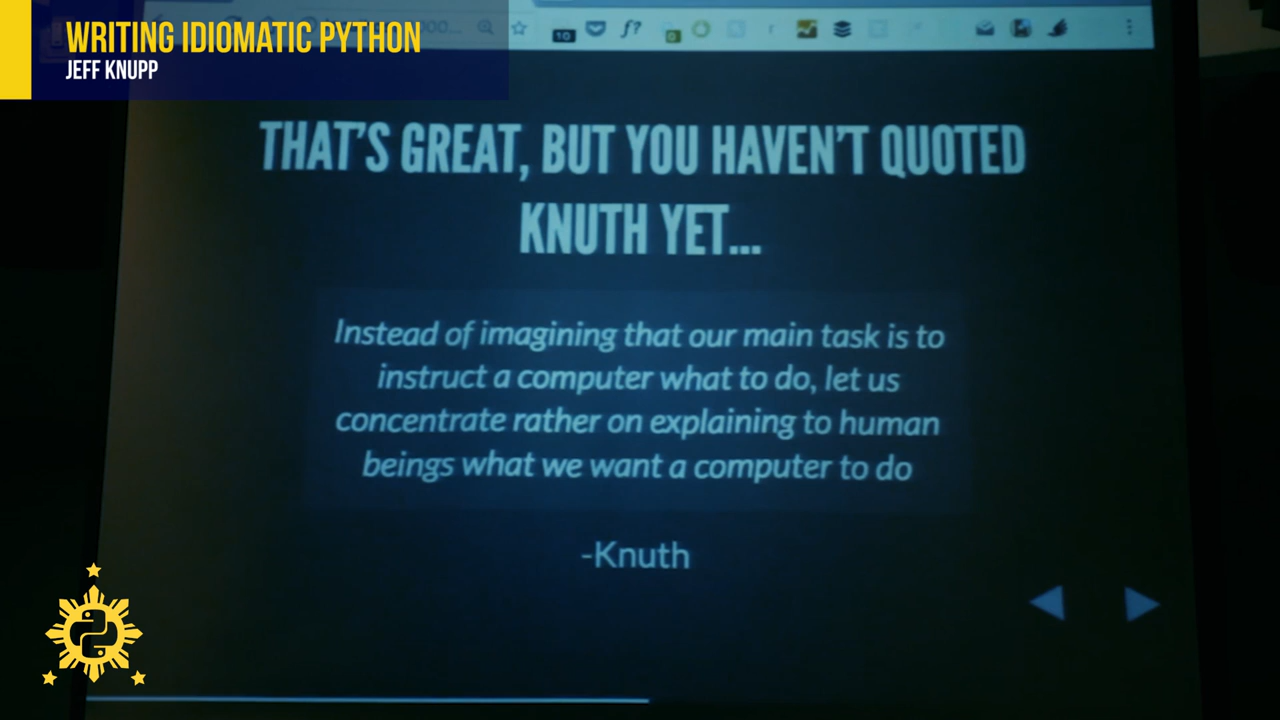 WRITING IDIOMATIC PYTHON
JEFF KNUPP
10
f?
THAT'S GREAT, BUT YOU HAVEN'T QUOTED
KNUTH YET...
Instead of imagining that our main task is to
instruct a computer what to do, let us
concentrate rather on explaining to human
beings what we want a computer to do
-Knuth